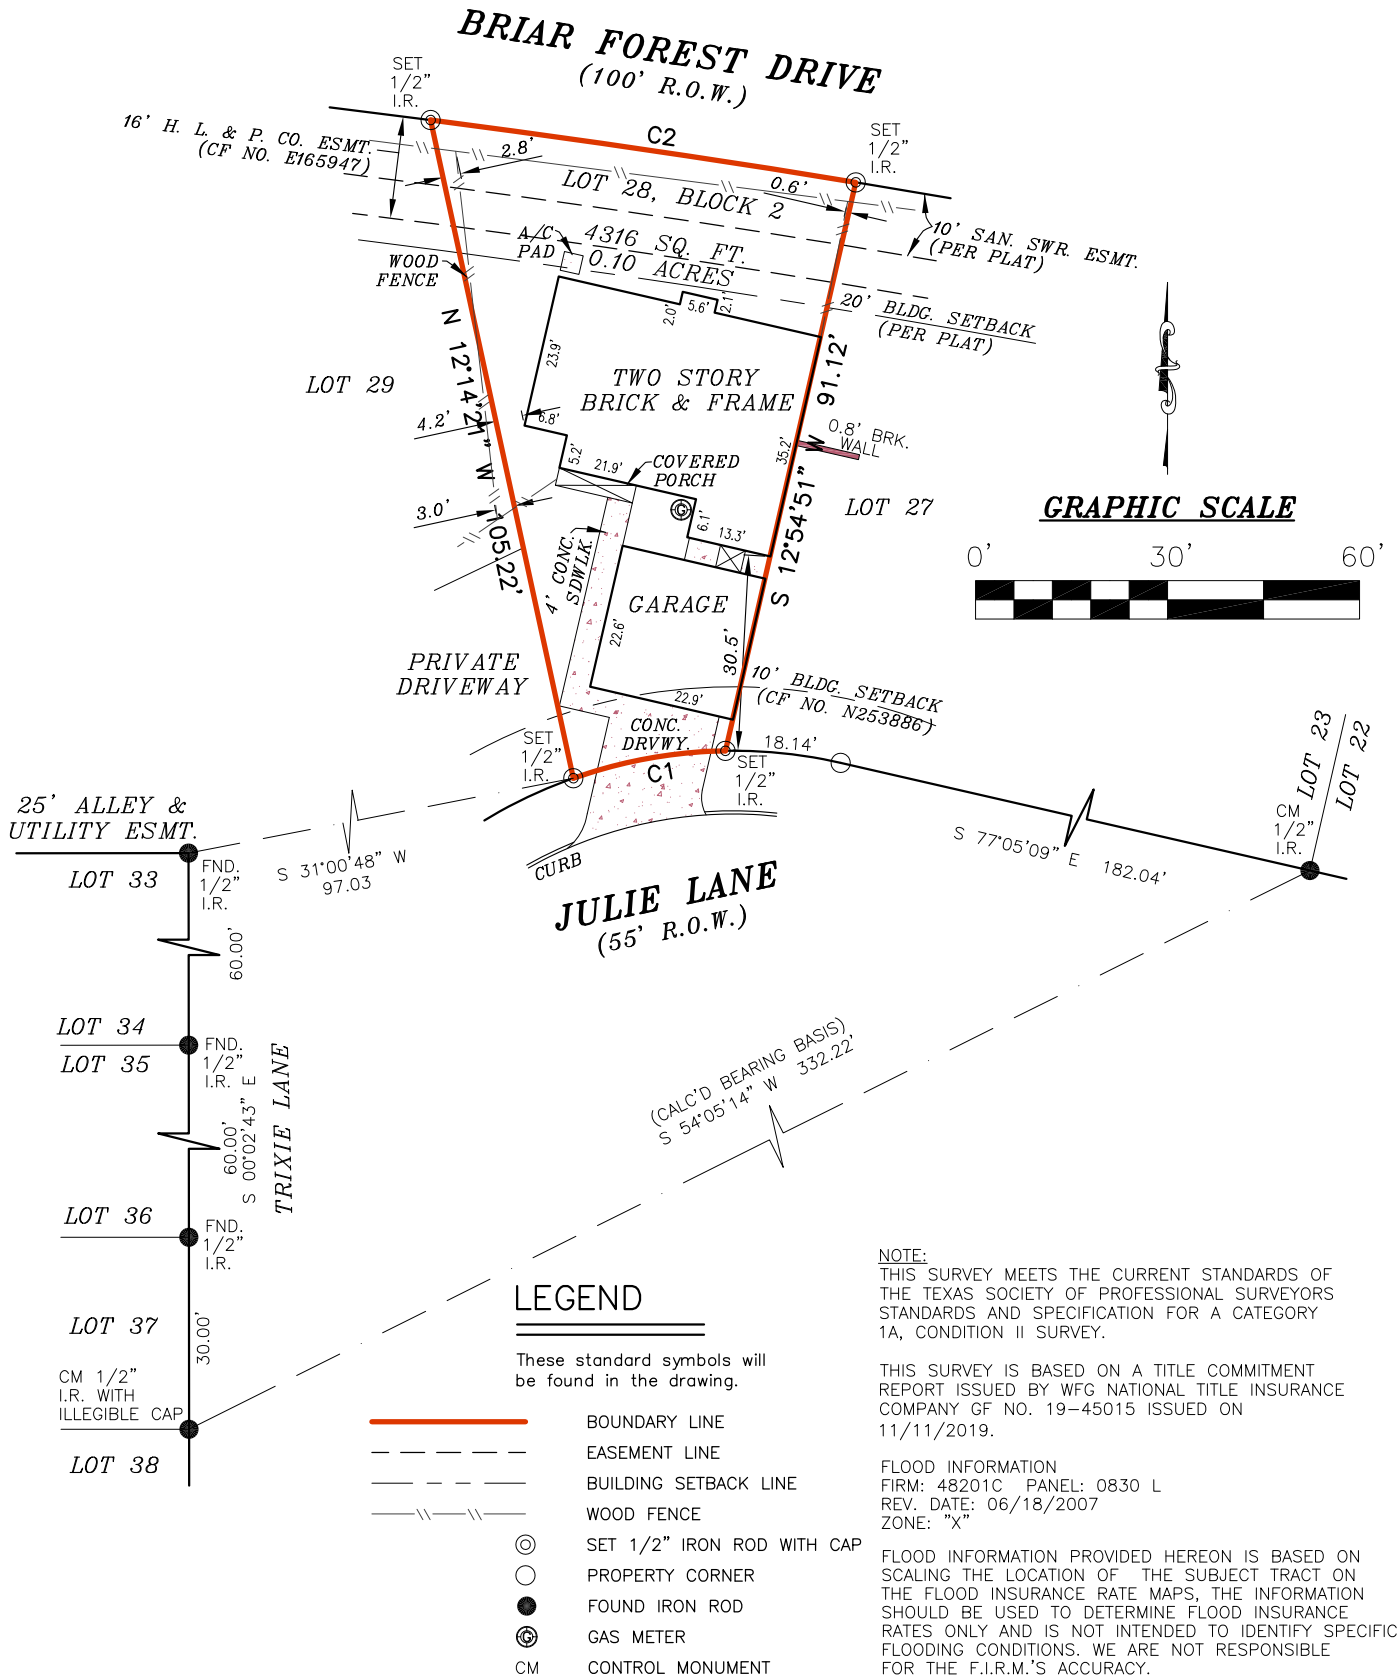 BRIAR FOREST DRIVE
(100' R.O.W.)
SET
1/2"
I.R.
16' H. L. & P. CO. ESMT.
(CF NO. E165947)
2.8'
C2
SET
1/2"
I.R.
LOT 28, BLOCK 2
0.6'
10' SAN. SWR. ESMT.
(PER PLAT)
A/C
PAD
4316 SQ. FT.
0.10 ACRES
WOOD
FENCE
20' BLDG. SETBACK
(PER PLAT)
2.0'
5.6'
2.1'
N 12°14'21" W 105.22'
23.9'
LOT 29
TWO STORY
BRICK & FRAME
S 12°54'51" W 91.12'
N
4.2'
6.8'
0.8' BRK.
WALL
35.2'
5.2'
21.9'
COVERED
PORCH
3.0'
G
6.1'
13.3'
LOT 27
GRAPHIC SCALE
0' 30' 60'
4' CONC.
SDWLK.
GARAGE
22.6'
30.5'
PRIVATE
DRIVEWAY
22.9'
10' BLDG. SETBACK
(CF NO. N253886)
CONC.
DRVWY.
SET
1/2"
I.R.
C1
SET
1/2"
I.R.
18.14'
LOT 23
LOT 22
CM
1/2"
I.R.
S 77°05'09" E 182.04'
25' ALLEY &
UTILITY ESMT.
LOT 33
FND.
1/2"
I.R.
S 31°00'48" W
97.03
CURB
JULIE LANE
(55' R.O.W.)
60.00'
LOT 34
LOT 35
FND.
1/2"
I.R.
60.00'
S 00°02'43" E
TRIXIE LANE
(CALC'D BEARING BASIS)
S 54°05'14" W 332.22'
LOT 36
FND.
1/2"
I.R.
LOT 37
30.00'
CM 1/2"
I.R. WITH
ILLEGIBLE CAP
LOT 38
LEGEND
These standard symbols will
be found in the drawing.
BOUNDARY LINE
EASEMENT LINE
BUILDING SETBACK LINE
WOOD FENCE
SET 1/2" IRON ROD WITH CAP
PROPERTY CORNER
FOUND IRON ROD
G GAS METER
CM CONTROL MONUMENT
NOTE:
THIS SURVEY MEETS THE CURRENT STANDARDS OF
THE TEXAS SOCIETY OF PROFESSIONAL SURVEYORS
STANDARDS AND SPECIFICATION FOR A CATEGORY
1A, CONDITION II SURVEY.
THIS SURVEY IS BASED ON A TITLE COMMITMENT
REPORT ISSUED BY WFG NATIONAL TITLE INSURANCE
COMPANY GF NO. 19-45015 ISSUED ON
11/11/2019.
FLOOD INFORMATION
FIRM: 48201C PANEL: 0830 L
REV. DATE: 06/18/2007
ZONE: "X"
FLOOD INFORMATION PROVIDED HEREON IS BASED ON
SCALING THE LOCATION OF THE SUBJECT TRACT ON
THE FLOOD INSURANCE RATE MAPS, THE INFORMATION
SHOULD BE USED TO DETERMINE FLOOD INSURANCE
RATES ONLY AND IS NOT INTENDED TO IDENTIFY SPECIFIC
FLOODING CONDITIONS. WE ARE NOT RESPONSIBLE
FOR THE F.I.R.M.'S ACCURACY.